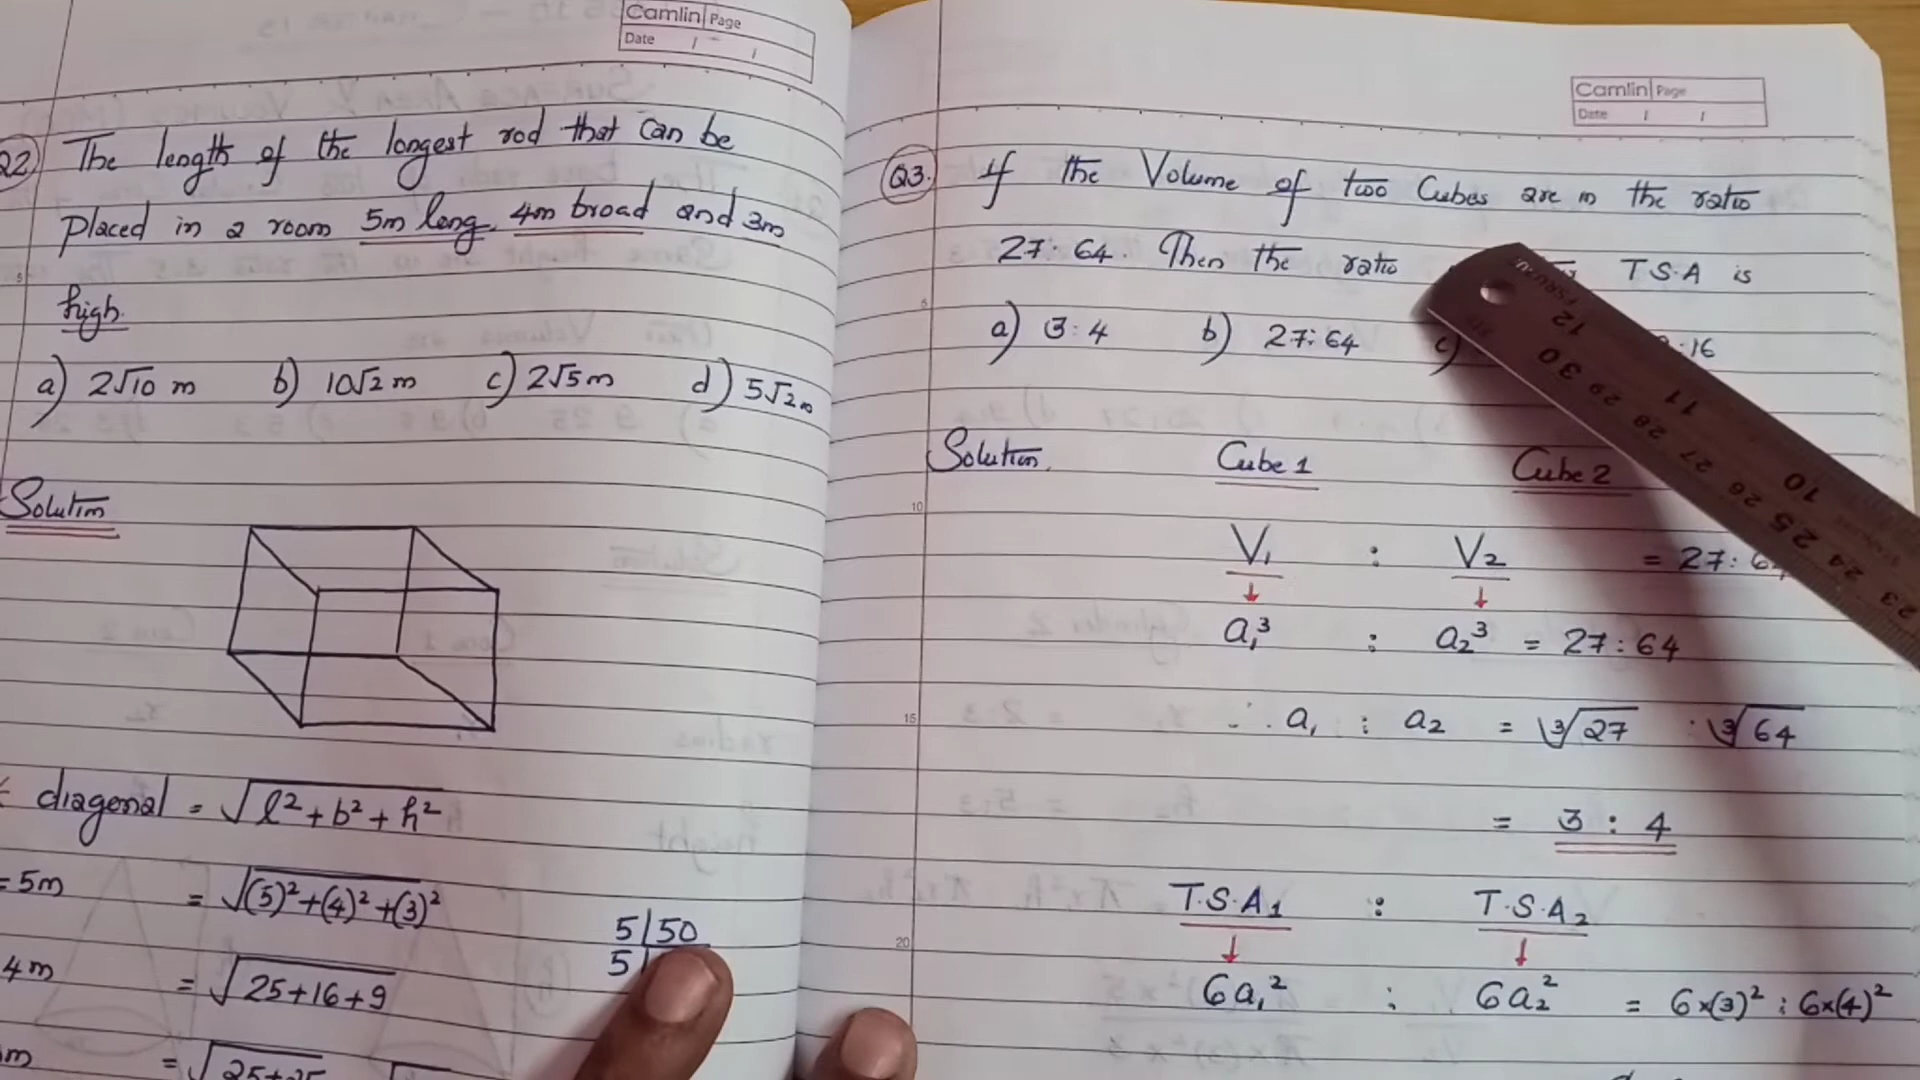 Camlin Page
Date / /
Q2 The length of the longest rod that can be
placed in a room 5m long, 4m broad and 3m
high.
a) 2√10 m b) 10√2 m c) 2√5 m d) 5√2 m
Solution
diagonal = √l²+b²+h²
=5m = √(5)²+(4)²+(3)²
4m = √25+16+9
m = √25+25
5|50
5|
Camlin Page
Date / /
Q3. If the Volume of two Cubes are in the ratio
27:64. Then the ratio T.S.A is
a) 3:4 b) 27:64 c) :16
Solution.
Cube 1 Cube 2
V₁ : V₂ = 27:64
a₁³ : a₂³ = 27:64
∴ a₁ : a₂ = ∛27 : ∛64
= 3 : 4
T.S.A₁ : T.S.A₂
6a₁² : 6a₂² = 6×(3)² : 6×(4)²